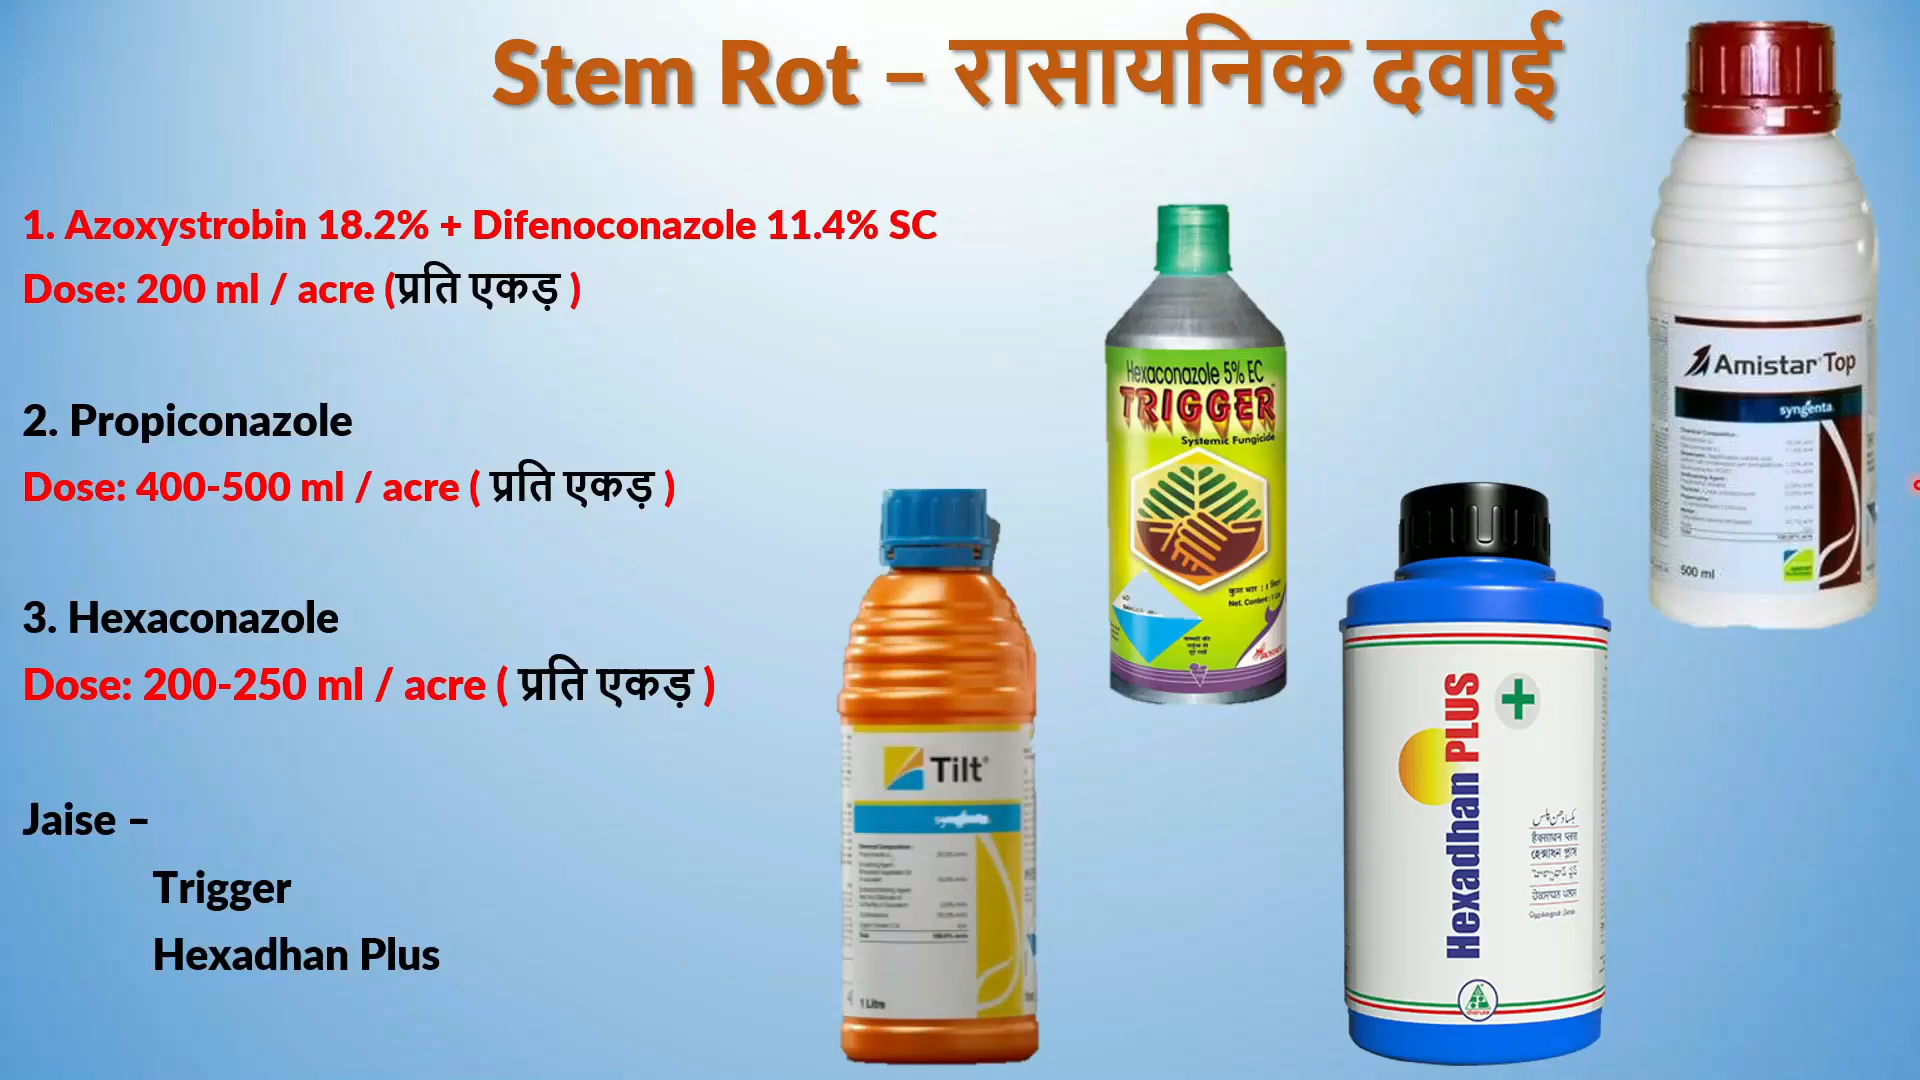 Stem Rot – रासायनिक दवाई
1. Azoxystrobin 18.2% + Difenoconazole 11.4% SC
Dose: 200 ml / acre (प्रति एकड़ )
2. Propiconazole
Dose: 400-500 ml / acre ( प्रति एकड़ )
3. Hexaconazole
Dose: 200-250 ml / acre ( प्रति एकड़ )
Jaise –
Trigger
Hexadhan Plus
Tilt
syngenta
1 Litre
Hexaconazole 5% EC
TRIGGER
Systemic Fungicide
Hexadhan PLUS
Amistar Top
syngenta
500 ml